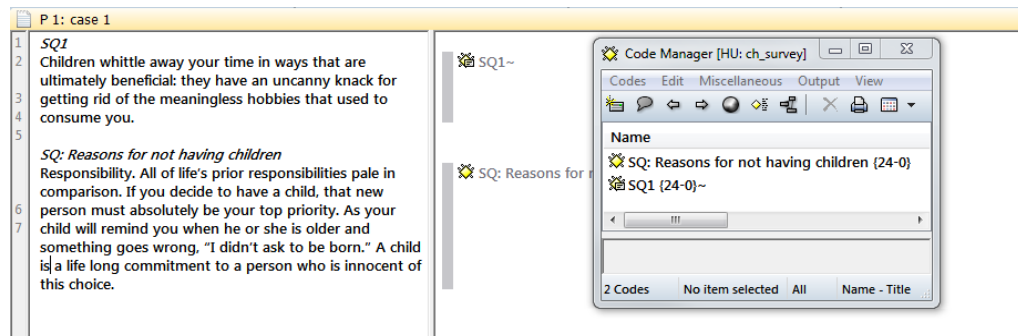 P 1: case 1
1
2
3
4
5
6
7
SQ1
Children whittle away your time in ways that are
ultimately beneficial: they have an uncanny knack for
getting rid of the meaningless hobbies that used to
consume you.
SQ: Reasons for not having children
Responsibility. All of life's prior responsibilities pale in
comparison. If you decide to have a child, that new
person must absolutely be your top priority. As your
child will remind you when he or she is older and
something goes wrong, "I didn't ask to be born." A child
is a life long commitment to a person who is innocent of
this choice.
SQ1~
SQ: Reasons for
Code Manager [HU: ch_survey]
Codes Edit Miscellaneous Output View
Name
SQ: Reasons for not having children {24-0}
SQ1 {24-0}~
2 Codes No item selected All Name - Title